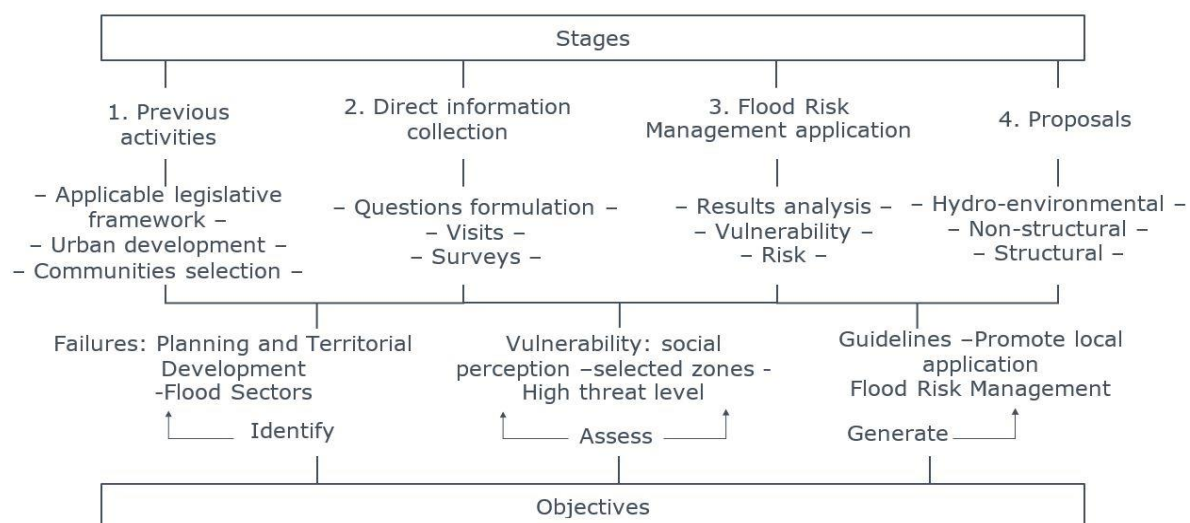 Stages
1. Previous
activities
2. Direct information
collection
3. Flood Risk
Management application
4. Proposals
– Applicable legislative
framework –
– Urban development –
– Communities selection –
– Questions formulation –
– Visits –
– Surveys –
– Results analysis –
– Vulnerability –
– Risk –
– Hydro-environmental –
– Non-structural –
– Structural –
Failures: Planning and Territorial
Development
-Flood Sectors
Vulnerability: social
perception –selected zones -
High threat level
Guidelines –Promote local
application
Flood Risk Management
Identify
Assess
Generate
Objectives